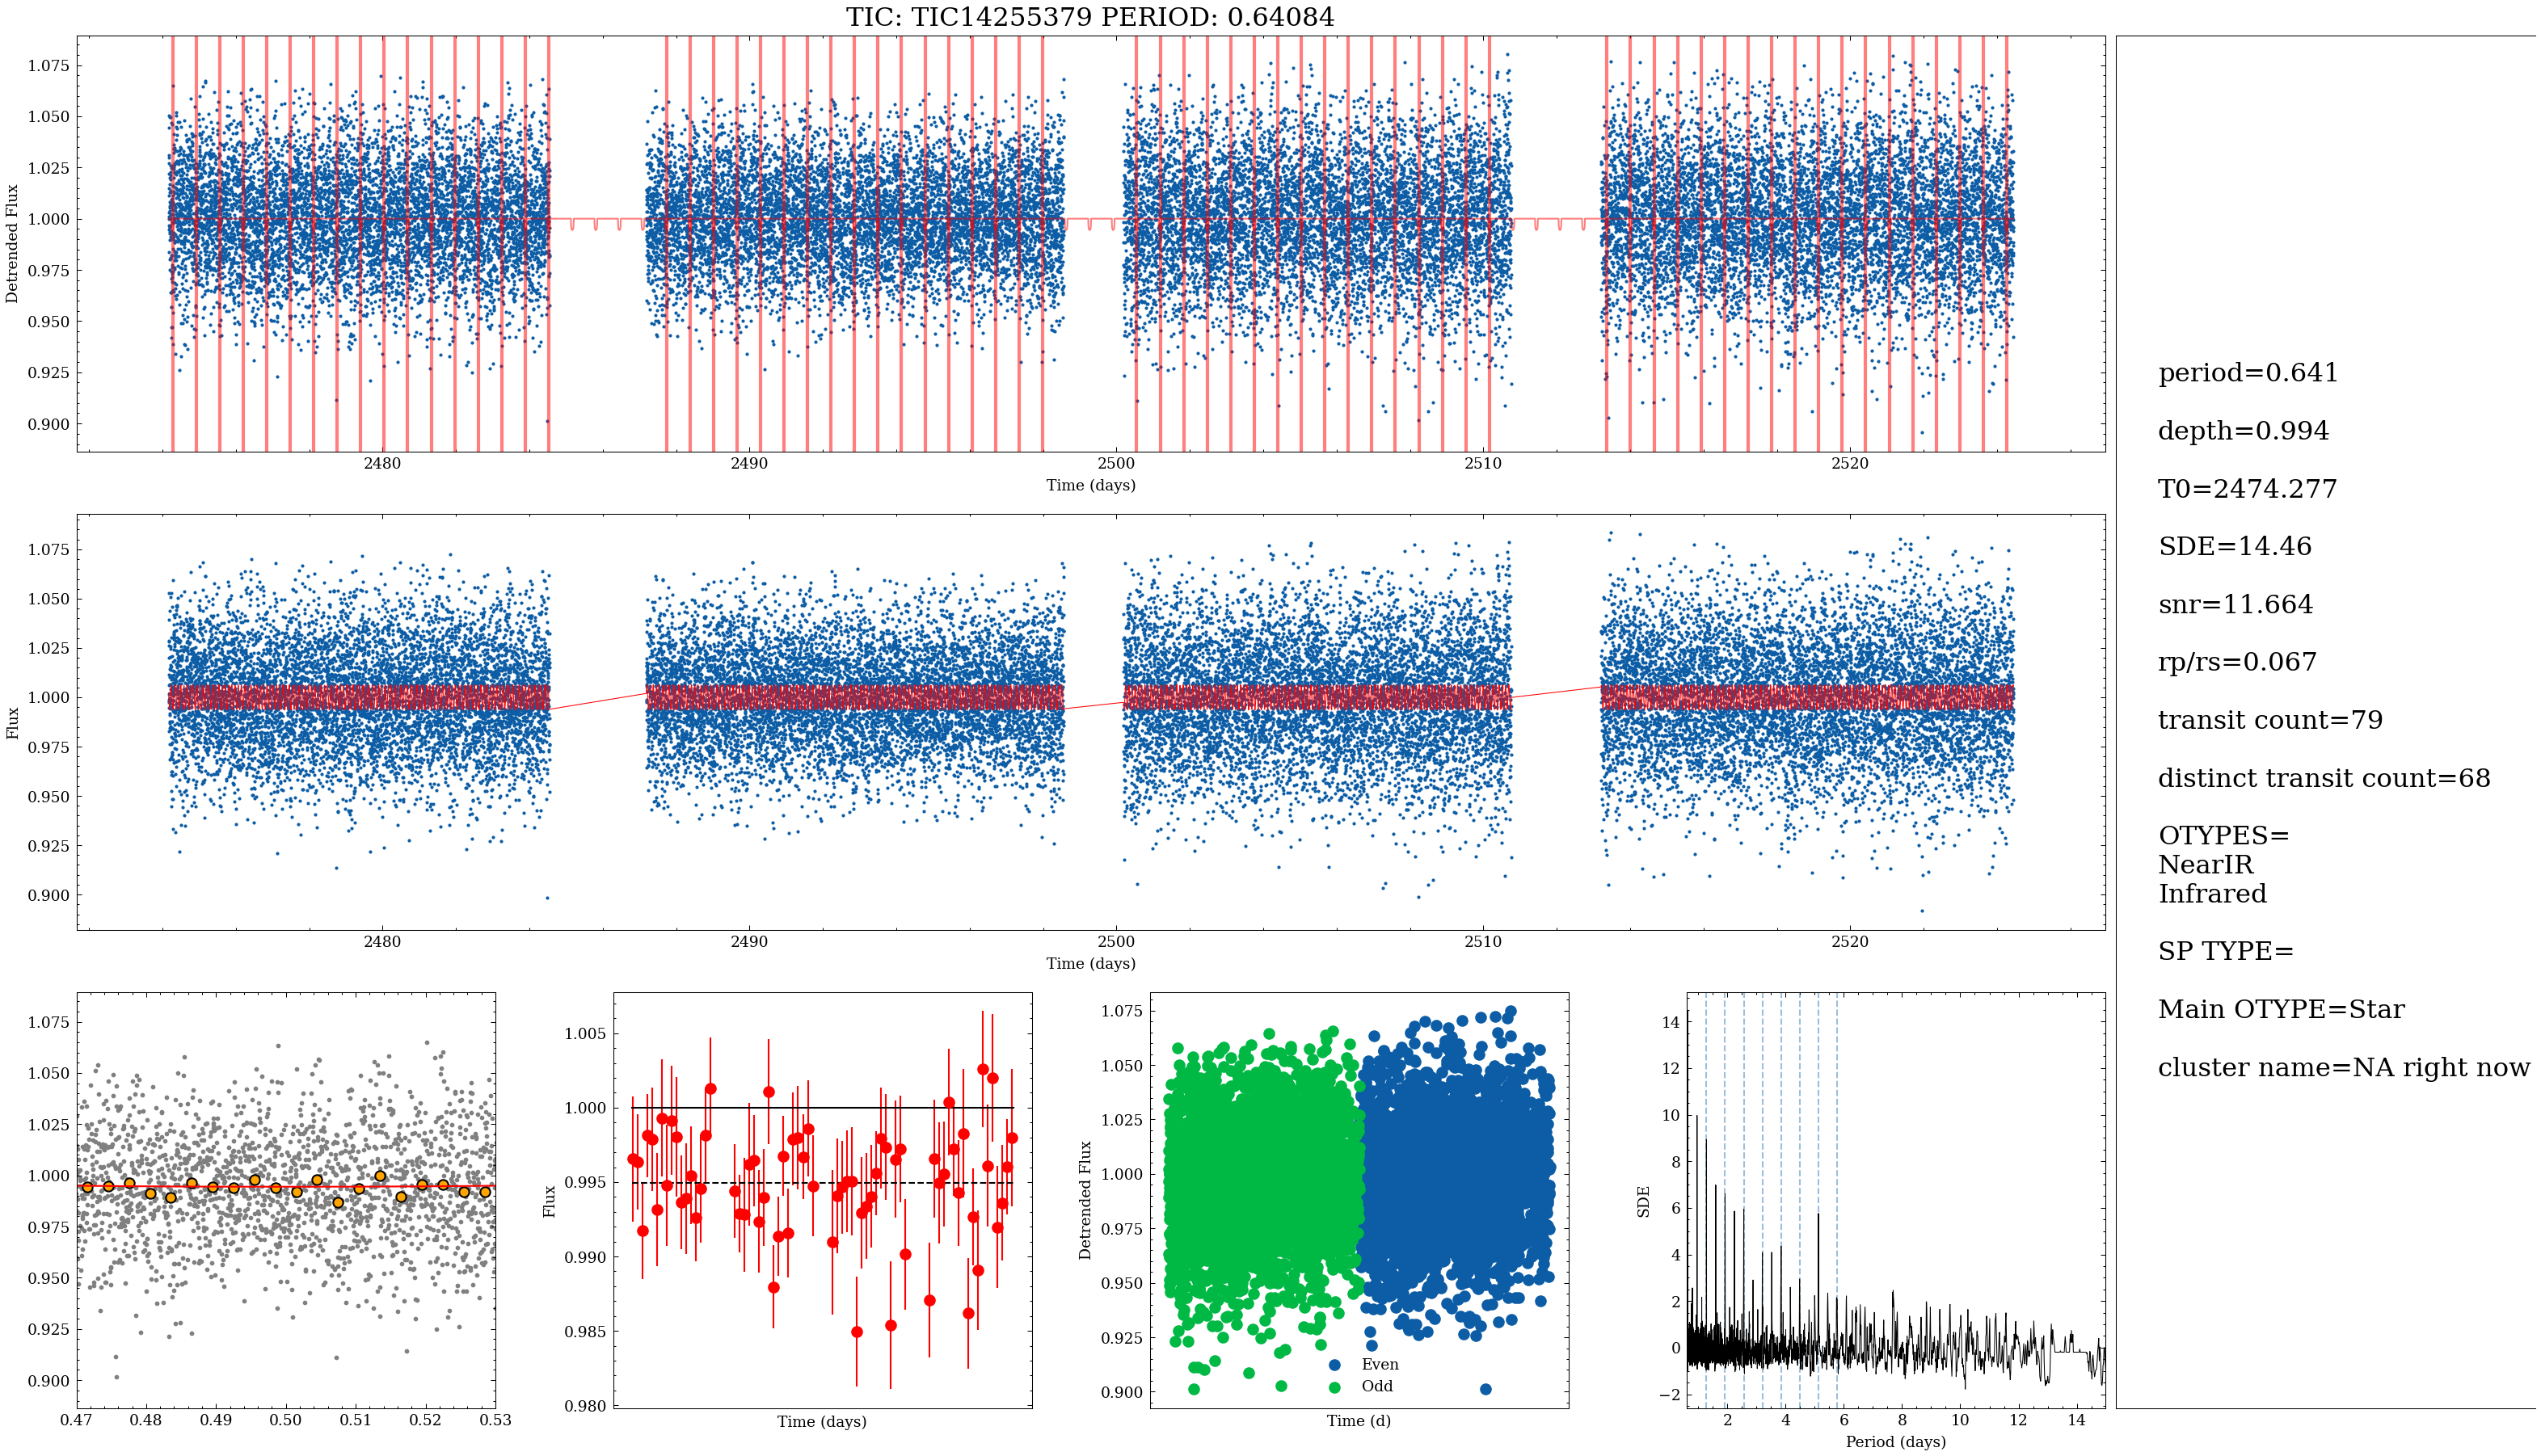 TIC: TIC14255379 PERIOD: 0.64084
1.075
1.050
1.025
1.000
0.975
0.950
0.925
0.900
Detrended Flux
2480
2490
2500
2510
2520
Time (days)
1.075
1.050
1.025
1.000
0.975
0.950
0.925
0.900
Flux
2480
2490
2500
2510
2520
Time (days)
1.075
1.050
1.025
1.000
0.975
0.950
0.925
0.900
0.47
0.48
0.49
0.50
0.51
0.52
0.53
1.005
1.000
0.995
0.990
0.985
0.980
Flux
Time (days)
1.075
1.050
1.025
1.000
0.975
0.950
0.925
0.900
Detrended Flux
Even
Odd
Time (d)
14
12
10
8
6
4
2
0
−2
SDE
2
4
6
8
10
12
14
Period (days)
period=0.641
depth=0.994
T0=2474.277
SDE=14.46
snr=11.664
rp/rs=0.067
transit count=79
distinct transit count=68
OTYPES=
NearIR
Infrared
SP TYPE=
Main OTYPE=Star
cluster name=NA right now